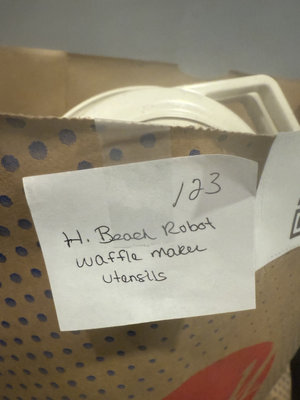 123
H. Beach Robot
waffle maker
utensils